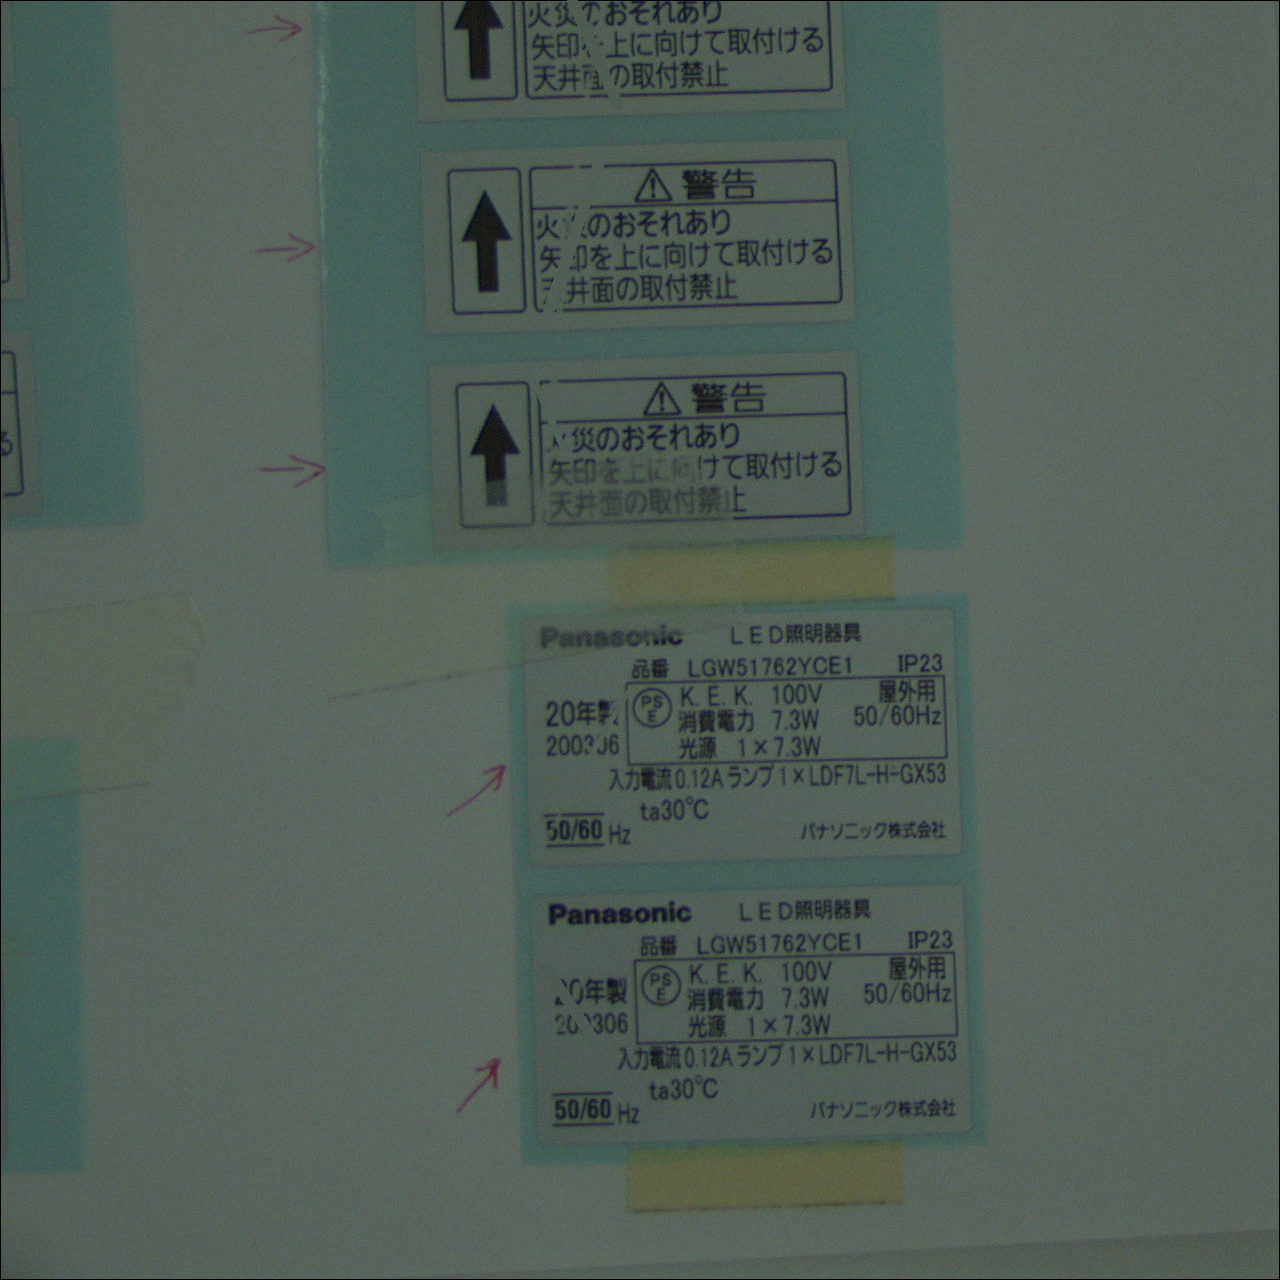 火災のおそれあり
矢印を上に向けて取付ける
天井面の取付禁止
警告
火災のおそれあり
矢印を上に向けて取付ける
天井面の取付禁止
警告
火災のおそれあり
矢印を上に向けて取付ける
天井面の取付禁止
る
Panasonic LED照明器具
品番 LGW51762YCE1 IP23
20年製 PSE K.E.K. 100V 屋外用
消費電力 7.3W 50/60Hz
200306 光源 1×7.3W
入力電流0.12A ランプ1×LDF7L-H-GX53
ta30℃
50/60 Hz パナソニック株式会社
Panasonic LED照明器具
品番 LGW51762YCE1 IP23
20年製 PSE K.E.K. 100V 屋外用
消費電力 7.3W 50/60Hz
200306 光源 1×7.3W
入力電流0.12A ランプ1×LDF7L-H-GX53
ta30℃
50/60 Hz パナソニック株式会社